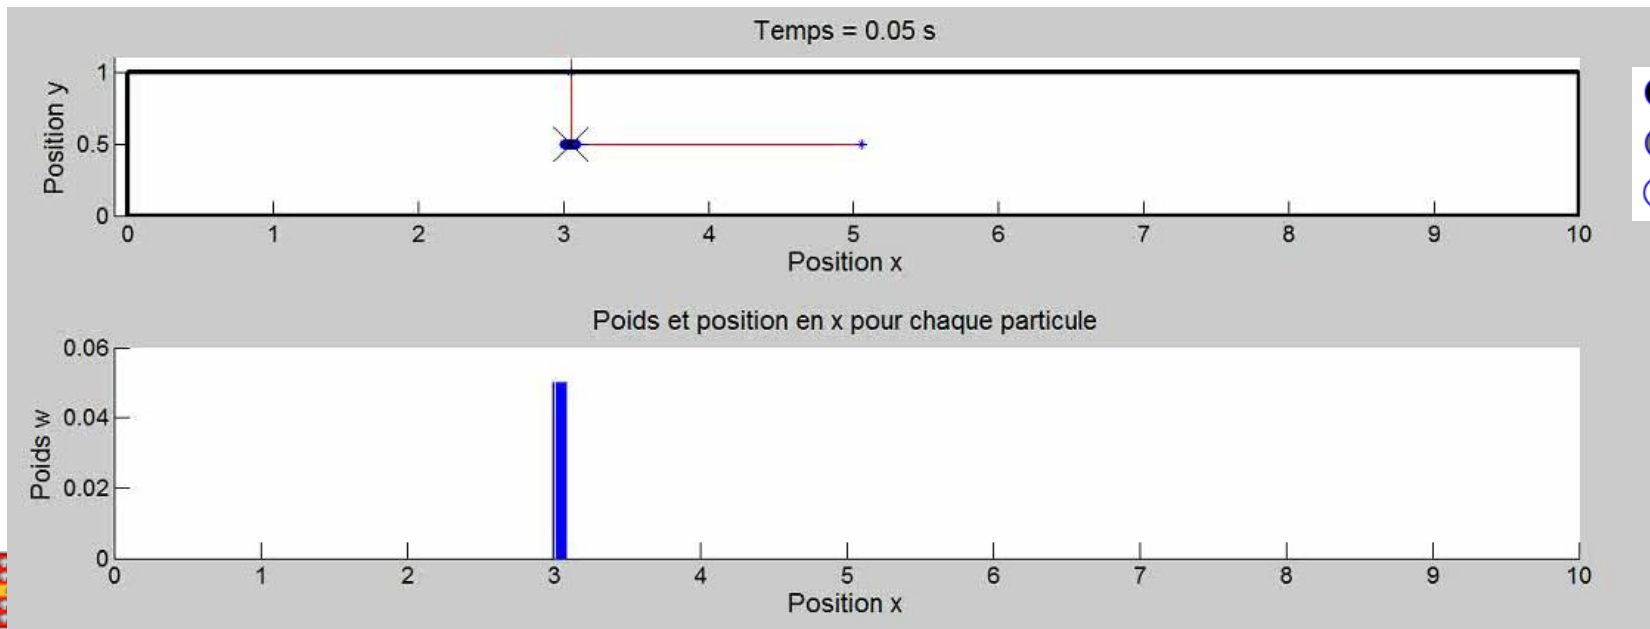 Temps = 0.05 s
1
0.5
0
Position y
0 1 2 3 4 5 6 7 8 9 10
Position x
Poids et position en x pour chaque particule
0.06
0.04
0.02
0
Poids w
0 1 2 3 4 5 6 7 8 9 10
Position x